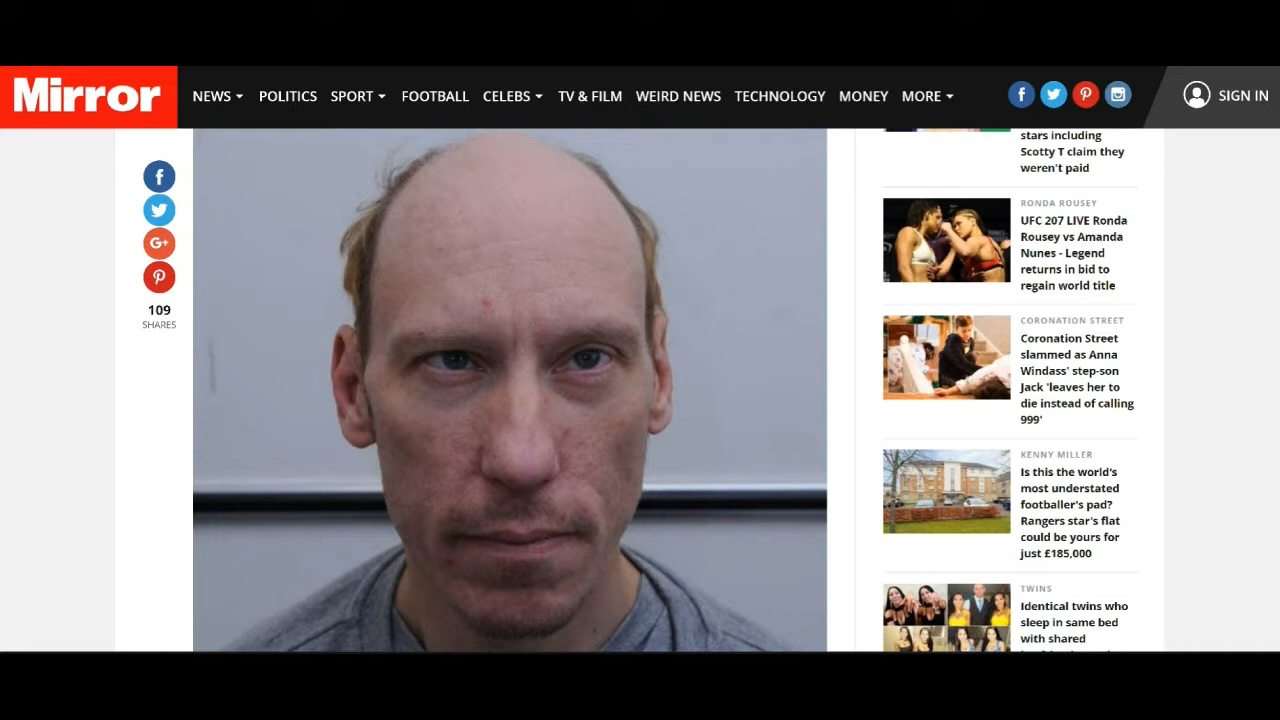 Mirror
NEWS POLITICS SPORT FOOTBALL CELEBS TV & FILM WEIRD NEWS TECHNOLOGY MONEY MORE
SIGN IN
109
SHARES
stars including
Scotty T claim they
weren't paid
RONDA ROUSEY
UFC 207 LIVE Ronda
Rousey vs Amanda
Nunes - Legend
returns in bid to
regain world title
CORONATION STREET
Coronation Street
slammed as Anna
Windass' step-son
Jack 'leaves her to
die instead of calling
999'
KENNY MILLER
Is this the world's
most understated
footballer's pad?
Rangers star's flat
could be yours for
just £185,000
TWINS
Identical twins who
sleep in same bed
with shared